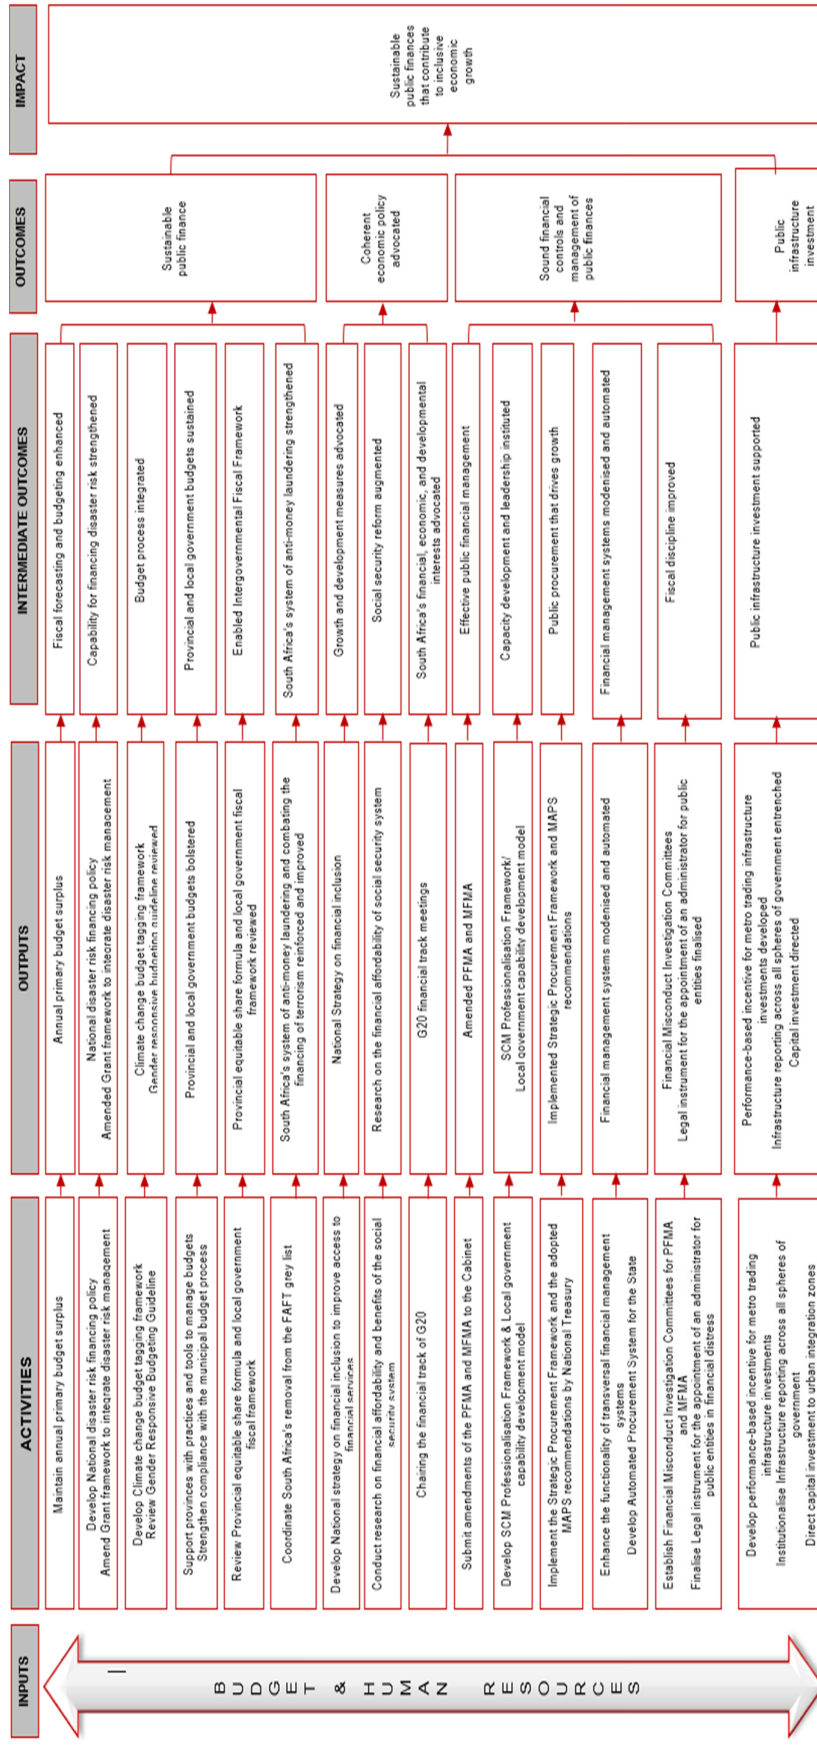 INPUTS
ACTIVITIES
OUTPUTS
INTERMEDIATE OUTCOMES
OUTCOMES
IMPACT
BUDGET & HUMAN RESOURCES
Maintain annual primary budget surplus
Annual primary budget surplus
Fiscal forecasting and budgeting enhanced
Develop National disaster risk financing policy
Amend Grant framework to integrate disaster risk management
National disaster risk financing policy
Amended Grant framework to integrate disaster risk management
Capability for financing disaster risk strengthened
Develop Climate change budget tagging framework
Review Gender Responsive Budgeting Guideline
Climate change budget tagging framework
Gender responsive budgeting guideline reviewed
Budget process integrated
Support provinces with practices and tools to manage budgets
Strengthen compliance with the municipal budget process
Provincial and local government budgets bolstered
Provincial and local government budgets sustained
Review Provincial equitable share formula and local government
fiscal framework
Provincial equitable share formula and local government fiscal
framework reviewed
Enabled Intergovernmental Fiscal Framework
Coordinate South Africa's removal from the FAFT grey list
South Africa's system of anti-money laundering and combating the
financing of terrorism reinforced and improved
South Africa's system of anti-money laundering strengthened
Sustainable
public finance
Develop National strategy on financial inclusion to improve access to
financial services
National Strategy on financial inclusion
Growth and development measures advocated
Conduct research on financial affordability and benefits of the social
security system
Research on the financial affordability of social security system
Social security reform augmented
Chairing the financial track of G20
G20 financial track meetings
South Africa's financial, economic, and developmental
interests advocated
Coherent
economic policy
advocated
Submit amendments of the PFMA and MFMA to the Cabinet
Amended PFMA and MFMA
Effective public financial management
Develop SCM Professionalisation Framework & Local government
capability development model
SCM Professionalisation Framework/
Local government capability development model
Capacity development and leadership instituted
Implement the Strategic Procurement Framework and the adopted
MAPS recommendations by National Treasury
Implemented Strategic Procurement Framework and MAPS
recommendations
Public procurement that drives growth
Enhance the functionality of transversal financial management
systems
Develop Automated Procurement System for the State
Financial management systems modenised and automated
Financial management systems modenised and automated
Establish Financial Misconduct Investigation Committees for PFMA
and MFMA
Finalise Legal instrument for the appointment of an administrator for
public entities in financial distress
Financial Misconduct Investigation Committees
Legal instrument for the appointment of an administrator for public
entities finalised
Fiscal discipline improved
Sound financial
controls and
management of
public finances
Develop performance-based incentive for metro trading
infrastructure investments
Institutionalise Infrastructure reporting across all spheres of
government
Direct capital investment to urban integration zones
Performance-based incentive for metro trading infrastructure
investments developed
Infrastructure reporting across all spheres of government entrenched
Capital investment directed
Public infrastructure investment supported
Public
infrastructure
investment
Sustainable
public finances
that contribute
to inclusive
economic
growth